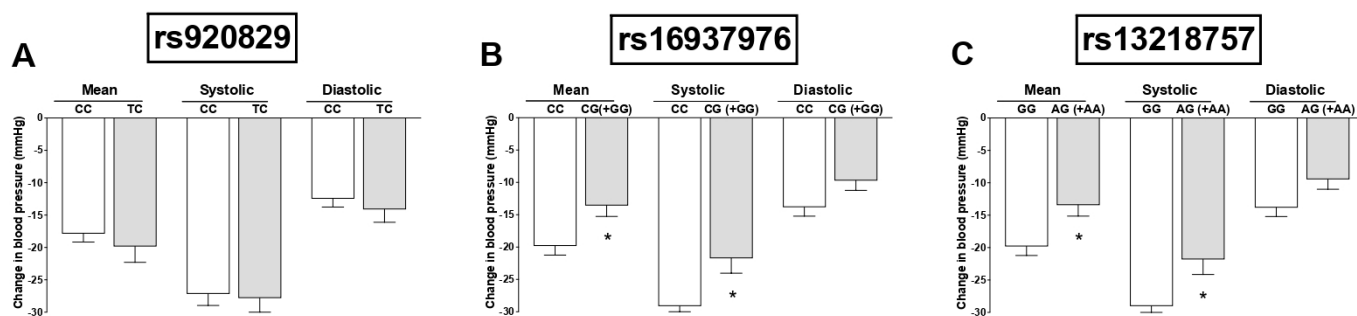 rs920829
rs16937976
rs13218757
A
B
C
Mean Systolic Diastolic
CC TC CC TC CC TC
Change in blood pressure (mmHg)
0
-5
-10
-15
-20
-25
-30
Mean Systolic Diastolic
CC CG(+GG) CC CG (+GG) CC CG (+GG)
Change in blood pressure (mmHg)
0
-5
-10
-15
-20
-25
-30
*
*
Mean Systolic Diastolic
GG AG (+AA) GG AG (+AA) GG AG (+AA)
Change in blood pressure (mmHg)
0
-5
-10
-15
-20
-25
-30
*
*